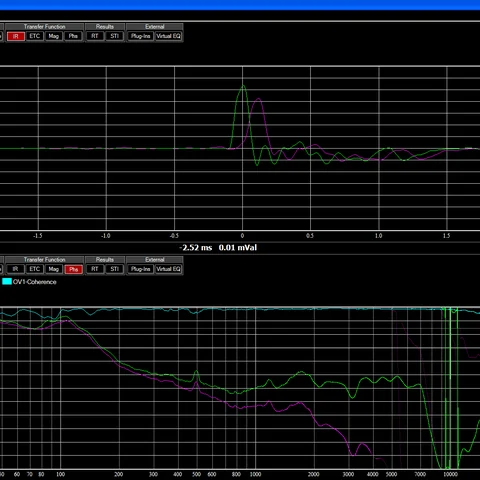 Transfer Function Results External
IR ETC Mag Phs RT STI Plug-Ins Virtual EQ
-1.5 -1.0 -0.5 0 0.5 1.0 1.5
-2.52 ms 0.01 mVal
Transfer Function Results External
IR ETC Mag Phs RT STI Plug-Ins Virtual EQ
OV1-Coherence
60 70 80 100 200 300 400 500 600 800 1000 2000 3000 4000 5000 7000 10000